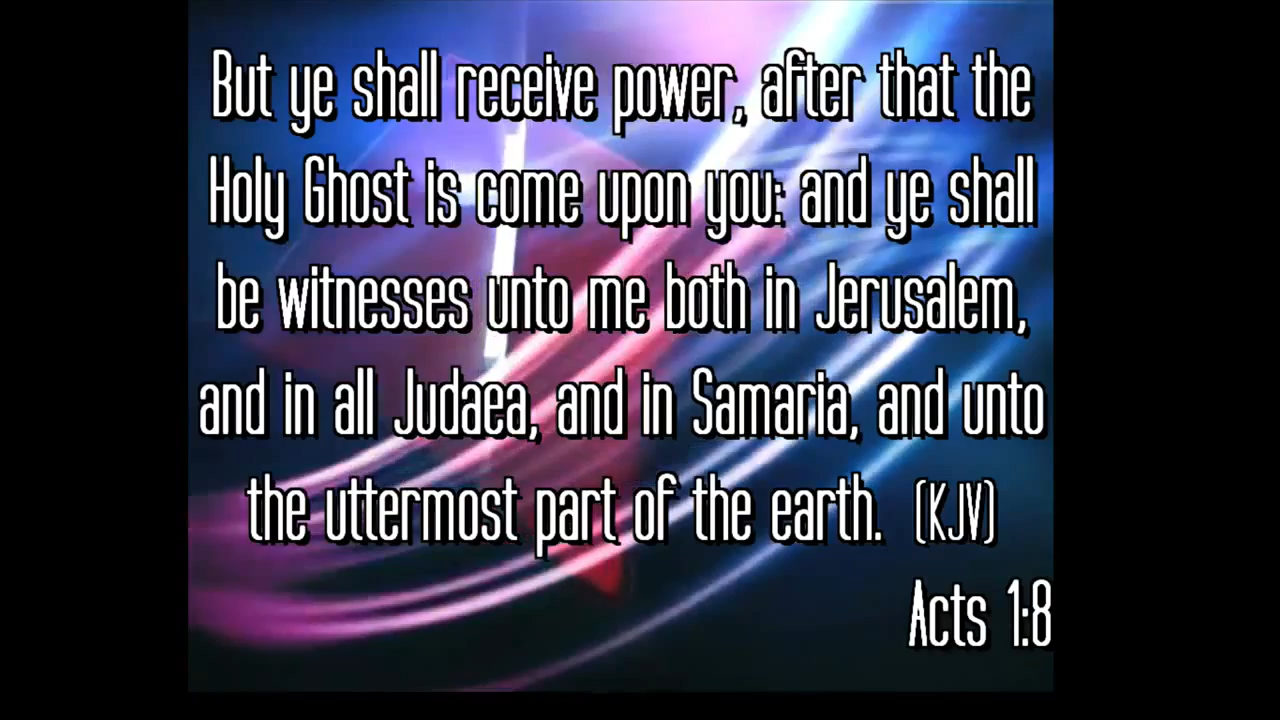 But ye shall receive power, after that the
Holy Ghost is come upon you: and ye shall
be witnesses unto me both in Jerusalem,
and in all Judaea, and in Samaria, and unto
the uttermost part of the earth. (KJV)
Acts 1:8